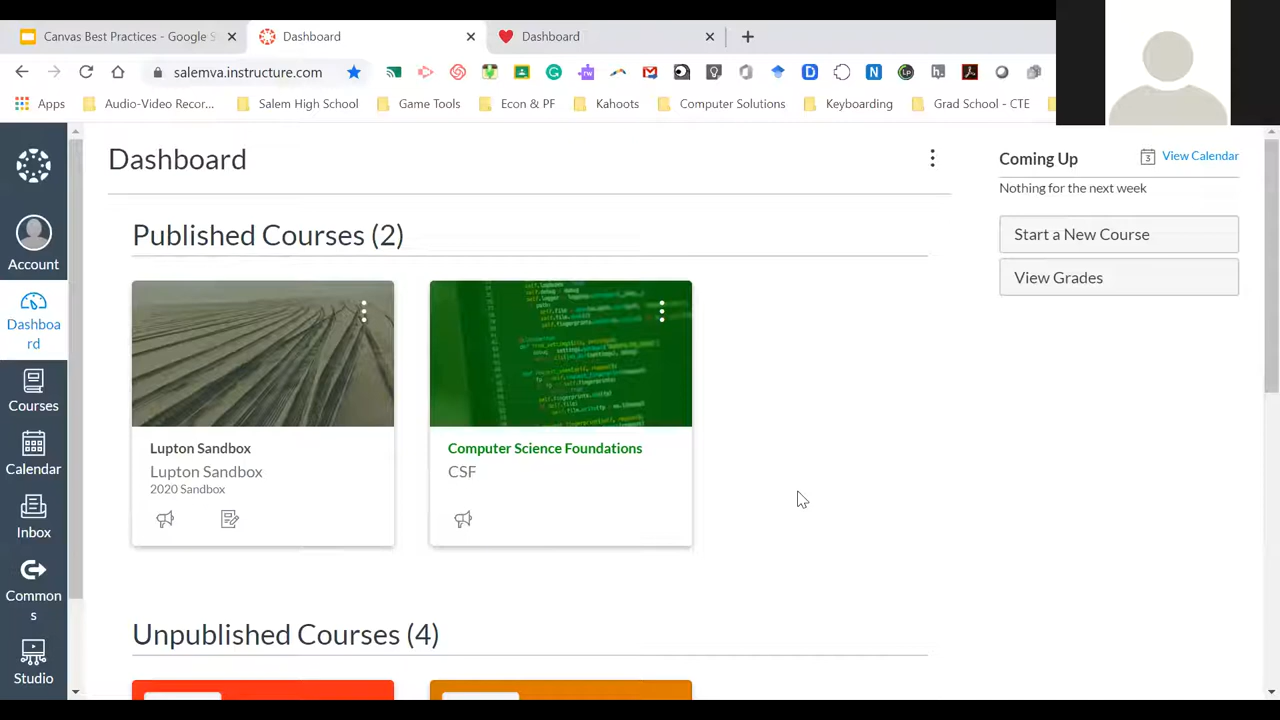 Canvas Best Practices - Google S
Dashboard
Dashboard
salemva.instructure.com
Apps
Audio-Video Recor...
Salem High School
Game Tools
Econ & PF
Kahoots
Computer Solutions
Keyboarding
Grad School - CTE
Dashboard
Coming Up
3
View Calendar
Nothing for the next week
Start a New Course
View Grades
Account
Dashboa
rd
Courses
Calendar
Inbox
Common
s
Studio
Published Courses (2)
Lupton Sandbox
Lupton Sandbox
2020 Sandbox
Computer Science Foundations
CSF
Unpublished Courses (4)